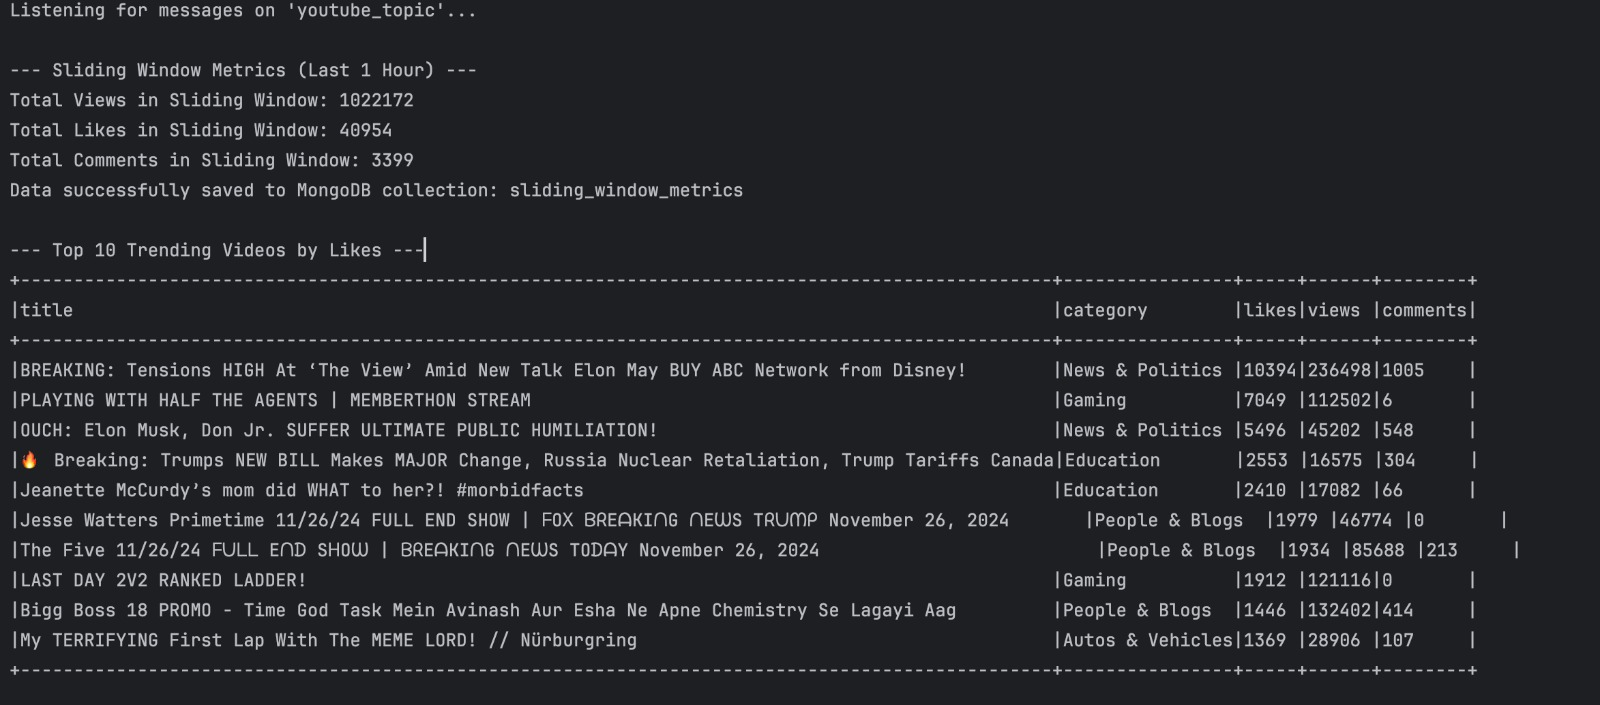 Listening for messages on 'youtube_topic'...
--- Sliding Window Metrics (Last 1 Hour) ---
Total Views in Sliding Window: 1022172
Total Likes in Sliding Window: 40954
Total Comments in Sliding Window: 3399
Data successfully saved to MongoDB collection: sliding_window_metrics
--- Top 10 Trending Videos by Likes ---
+-------------------------------------------------------------------------------------------------+----------------+-----+------+--------+
|title |category |likes|views |comments|
+-------------------------------------------------------------------------------------------------+----------------+-----+------+--------+
|BREAKING: Tensions HIGH At ‘The View’ Amid New Talk Elon May BUY ABC Network from Disney! |News & Politics |10394|236498|1005 |
|PLAYING WITH HALF THE AGENTS | MEMBERTHON STREAM |Gaming |7049 |112502|6 |
|OUCH: Elon Musk, Don Jr. SUFFER ULTIMATE PUBLIC HUMILIATION! |News & Politics |5496 |45202 |548 |
|🔥 Breaking: Trumps NEW BILL Makes MAJOR Change, Russia Nuclear Retaliation, Trump Tariffs Canada|Education |2553 |16575 |304 |
|Jeanette McCurdy’s mom did WHAT to her?! #morbidfacts |Education |2410 |17082 |66 |
|Jesse Watters Primetime 11/26/24 FULL END SHOW | ᖴOX ᗷᖇEᗩKIᑎG ᑎEᗯS Tᖇᑌᗰᑭ November 26, 2024 |People & Blogs |1979 |46774 |0 |
|The Five 11/26/24 ᖴᑌᒪᒪ Eᑎᗪ SᕼOᗯ | ᗷᖇEᗩKIᑎG ᑎEᗯS TOᗪᗩY November 26, 2024 |People & Blogs |1934 |85688 |213 |
|LAST DAY 2V2 RANKED LADDER! |Gaming |1912 |121116|0 |
|Bigg Boss 18 PROMO - Time God Task Mein Avinash Aur Esha Ne Apne Chemistry Se Lagayi Aag |People & Blogs |1446 |132402|414 |
|My TERRIFYING First Lap With The MEME LORD! // Nürburgring |Autos & Vehicles|1369 |28906 |107 |
+-------------------------------------------------------------------------------------------------+----------------+-----+------+--------+